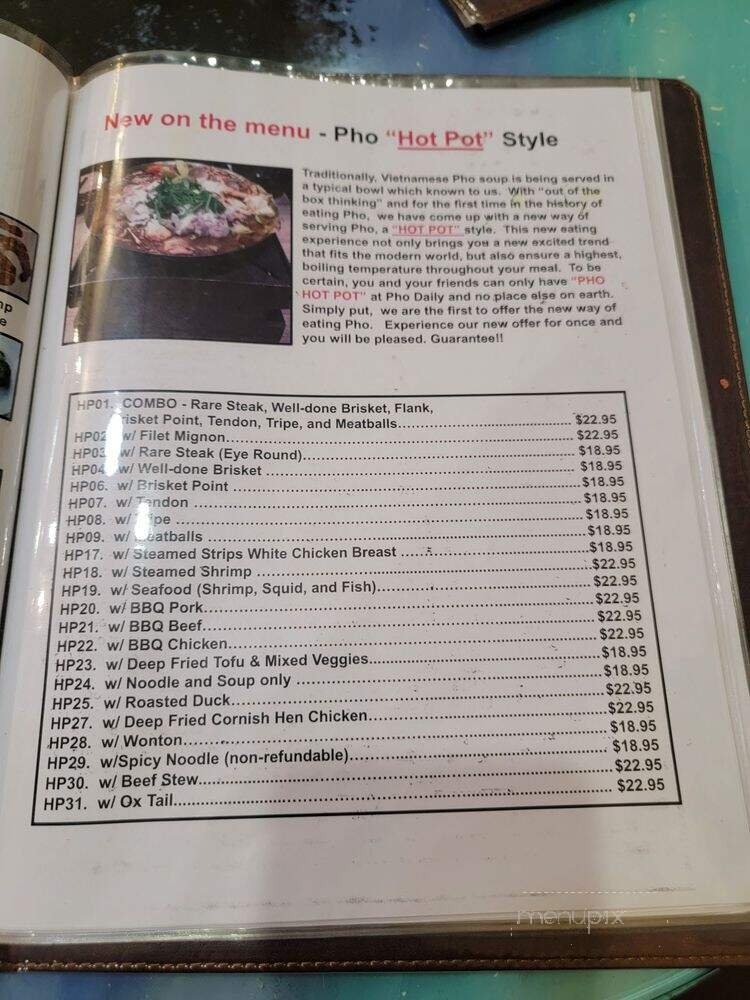 New on the menu - Pho "Hot Pot" Style
Traditionally, Vietnamese Pho soup is being served in
a typical bowl which known to us. With "out of the
box thinking" and for the first time in the history of
eating Pho, we have come up with a new way of
serving Pho, a "HOT POT" style. This new eating
experience not only brings you a new excited trend
that fits the modern world, but also ensure a highest,
boiling temperature throughout your meal. To be
certain, you and your friends can only have "PHO
HOT POT" at Pho Daily and no place else on earth.
Simply put, we are the first to offer the new way of
eating Pho. Experience our new offer for once and
you will be pleased. Guarantee!!
HP01. COMBO - Rare Steak, Well-done Brisket, Flank,
Brisket Point, Tendon, Tripe, and Meatballs $22.95
HP02. w/ Filet Mignon $22.95
HP03. w/ Rare Steak (Eye Round) $18.95
HP04. w/ Well-done Brisket $18.95
HP06. w/ Brisket Point $18.95
HP07. w/ Tendon $18.95
HP08. w/ Tripe $18.95
HP09. w/ Meatballs $18.95
HP17. w/ Steamed Strips White Chicken Breast $18.95
HP18. w/ Steamed Shrimp $22.95
HP19. w/ Seafood (Shrimp, Squid, and Fish) $22.95
HP20. w/ BBQ Pork $22.95
HP21. w/ BBQ Beef $22.95
HP22. w/ BBQ Chicken $22.95
HP23. w/ Deep Fried Tofu & Mixed Veggies $18.95
HP24. w/ Noodle and Soup only $18.95
HP25. w/ Roasted Duck $22.95
HP27. w/ Deep Fried Cornish Hen Chicken $22.95
HP28. w/ Wonton $18.95
HP29. w/Spicy Noodle (non-refundable) $18.95
HP30. w/ Beef Stew $22.95
HP31. w/ Ox Tail $22.95
menupix